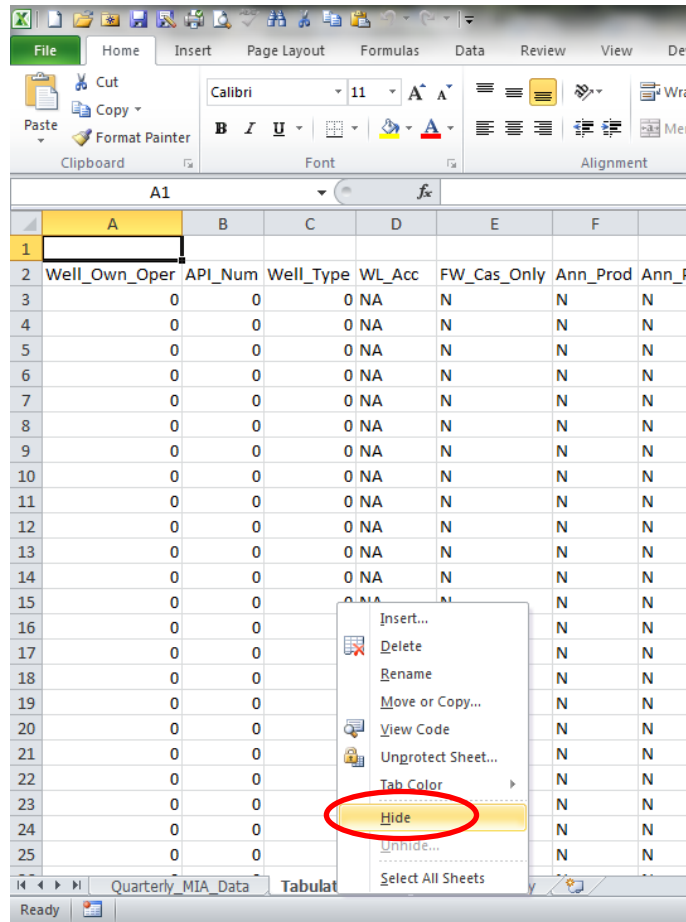 File Home Insert Page Layout Formulas Data Review View De
Cut
Copy
Format Painter
Paste
Calibri 11 A A Wra
B I U A Mer
Clipboard Font Alignment
A1 fx
A B C D E F
1
2 Well_Own_Oper API_Num Well_Type WL_Acc FW_Cas_Only Ann_Prod Ann_P
3 0 0 0 NA N N N
4 0 0 0 NA N N N
5 0 0 0 NA N N N
6 0 0 0 NA N N N
7 0 0 0 NA N N N
8 0 0 0 NA N N N
9 0 0 0 NA N N N
10 0 0 0 NA N N N
11 0 0 0 NA N N N
12 0 0 0 NA N N N
13 0 0 0 NA N N N
14 0 0 0 NA N N N
15 0 0 0 NA N N N
16 0 0 Insert... N N
17 0 0 Delete N N
18 0 0 Rename N N
19 0 0 Move or Copy... N N
20 0 0 View Code N N
21 0 0 Unprotect Sheet... N N
22 0 0 Tab Color N N
23 0 0 Hide N N
24 0 0 Unhide... N N
25 0 0 Select All Sheets N N
Quarterly_MIA_Data Tabulat y
Ready